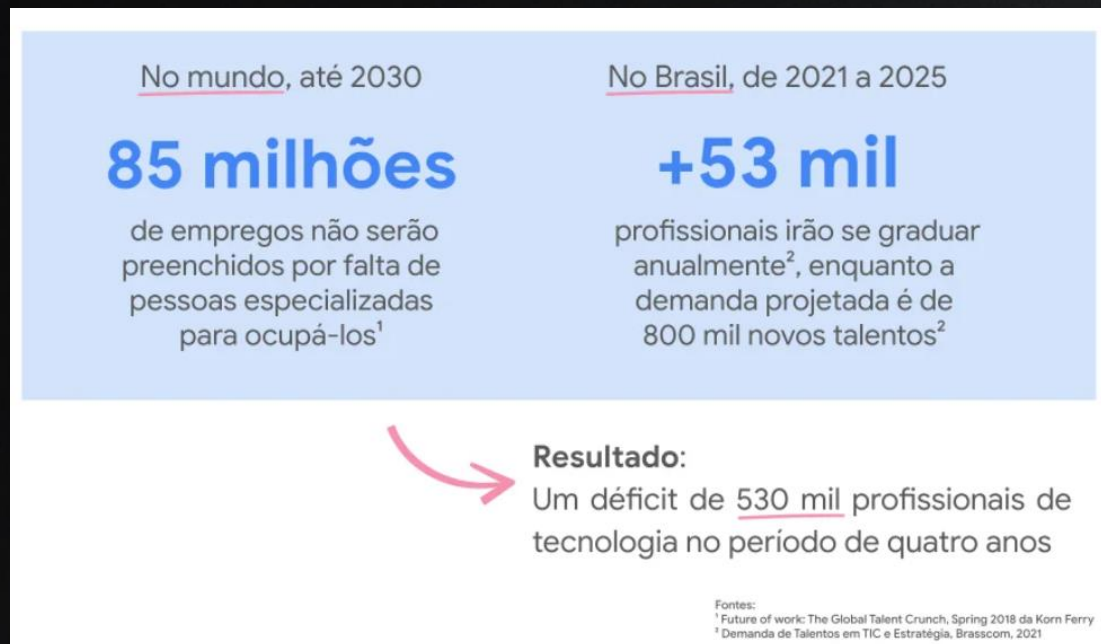 No mundo, até 2030
85 milhões
de empregos não serão
preenchidos por falta de
pessoas especializadas
para ocupá-los¹
No Brasil, de 2021 a 2025
+53 mil
profissionais irão se graduar
anualmente², enquanto a
demanda projetada é de
800 mil novos talentos²
Resultado:
Um déficit de 530 mil profissionais de
tecnologia no período de quatro anos
Fontes:
¹ Future of work: The Global Talent Crunch, Spring 2018 da Korn Ferry
² Demanda de Talentos em TIC e Estratégia, Brasscom, 2021